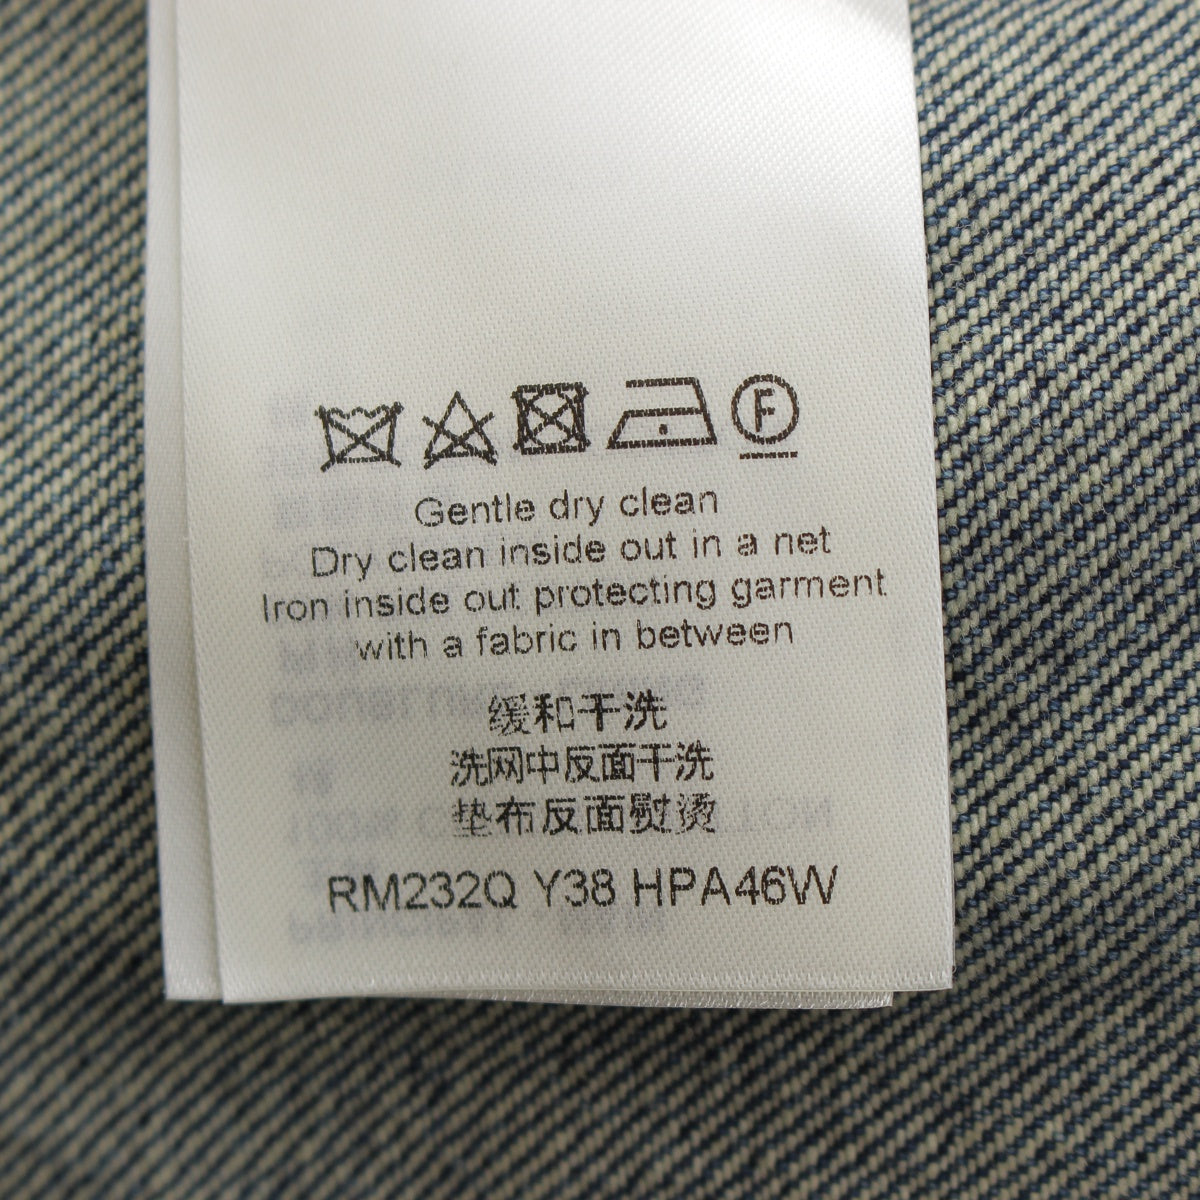 F
Gentle dry clean
Dry clean inside out in a net
Iron inside out protecting garment
with a fabric in between
缓和干洗
洗网中反面干洗
垫布反面熨烫
RM232Q Y38 HPA46W